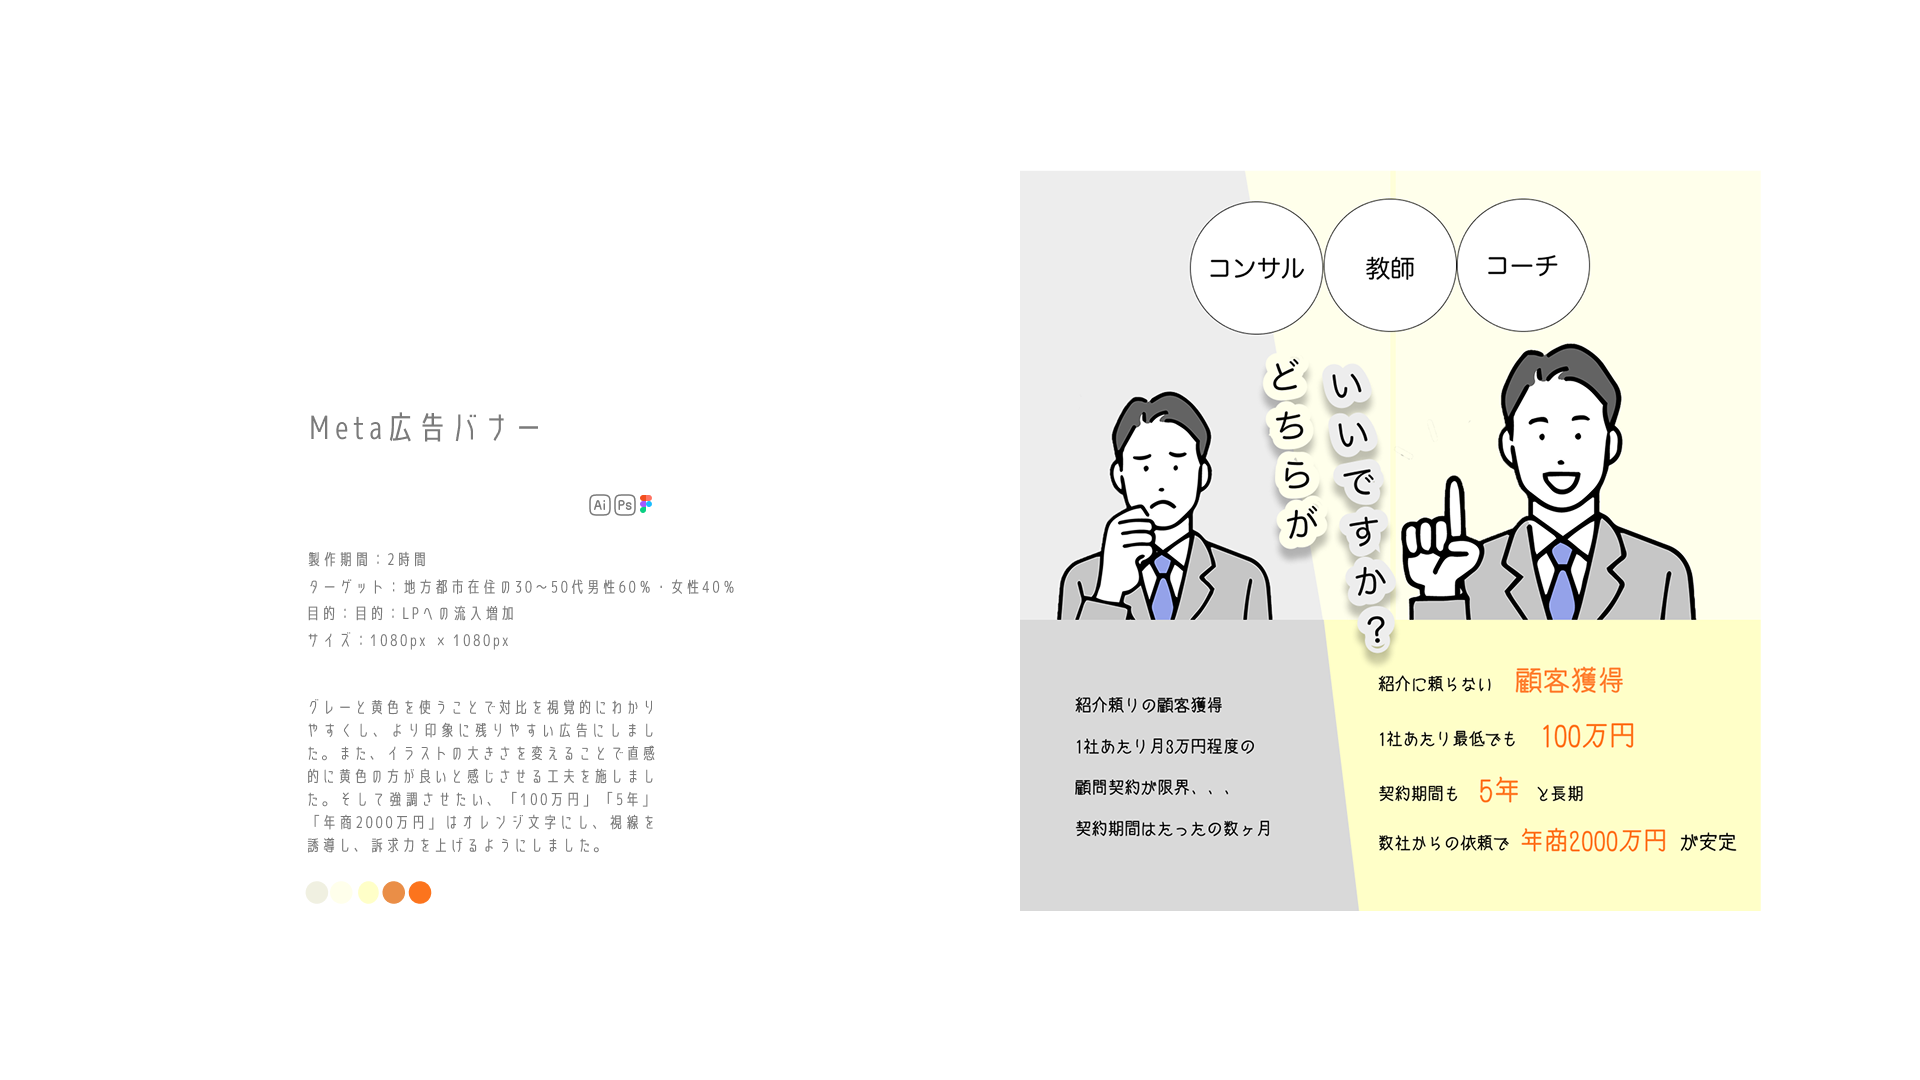 Meta広告バナー
Ai Ps
製作期間：2時間
ターゲット：地方都市在住の30〜50代男性60％・女性40％
目的：目的：LPへの流入増加
サイズ：1080px × 1080px
グレーと黄色を使うことで対比を視覚的にわかり
やすくし、より印象に残りやすい広告にしまし
た。また、イラストの大きさを変えることで直感
的に黄色の方が良いと感じさせる工夫を施しまし
た。そして強調させたい、「100万円」「5年」
「年商2000万円」はオレンジ文字にし、視線を
誘導し、訴求力を上げるようにしました。
コンサル
教師
コーチ
どちらが
いいですか？
紹介頼りの顧客獲得
1社あたり月3万円程度の
顧問契約が限界、、、
契約期間はたったの数ヶ月
紹介に頼らない 顧客獲得
1社あたり最低でも 100万円
契約期間も 5年 と長期
数社からの依頼で 年商2000万円 が安定